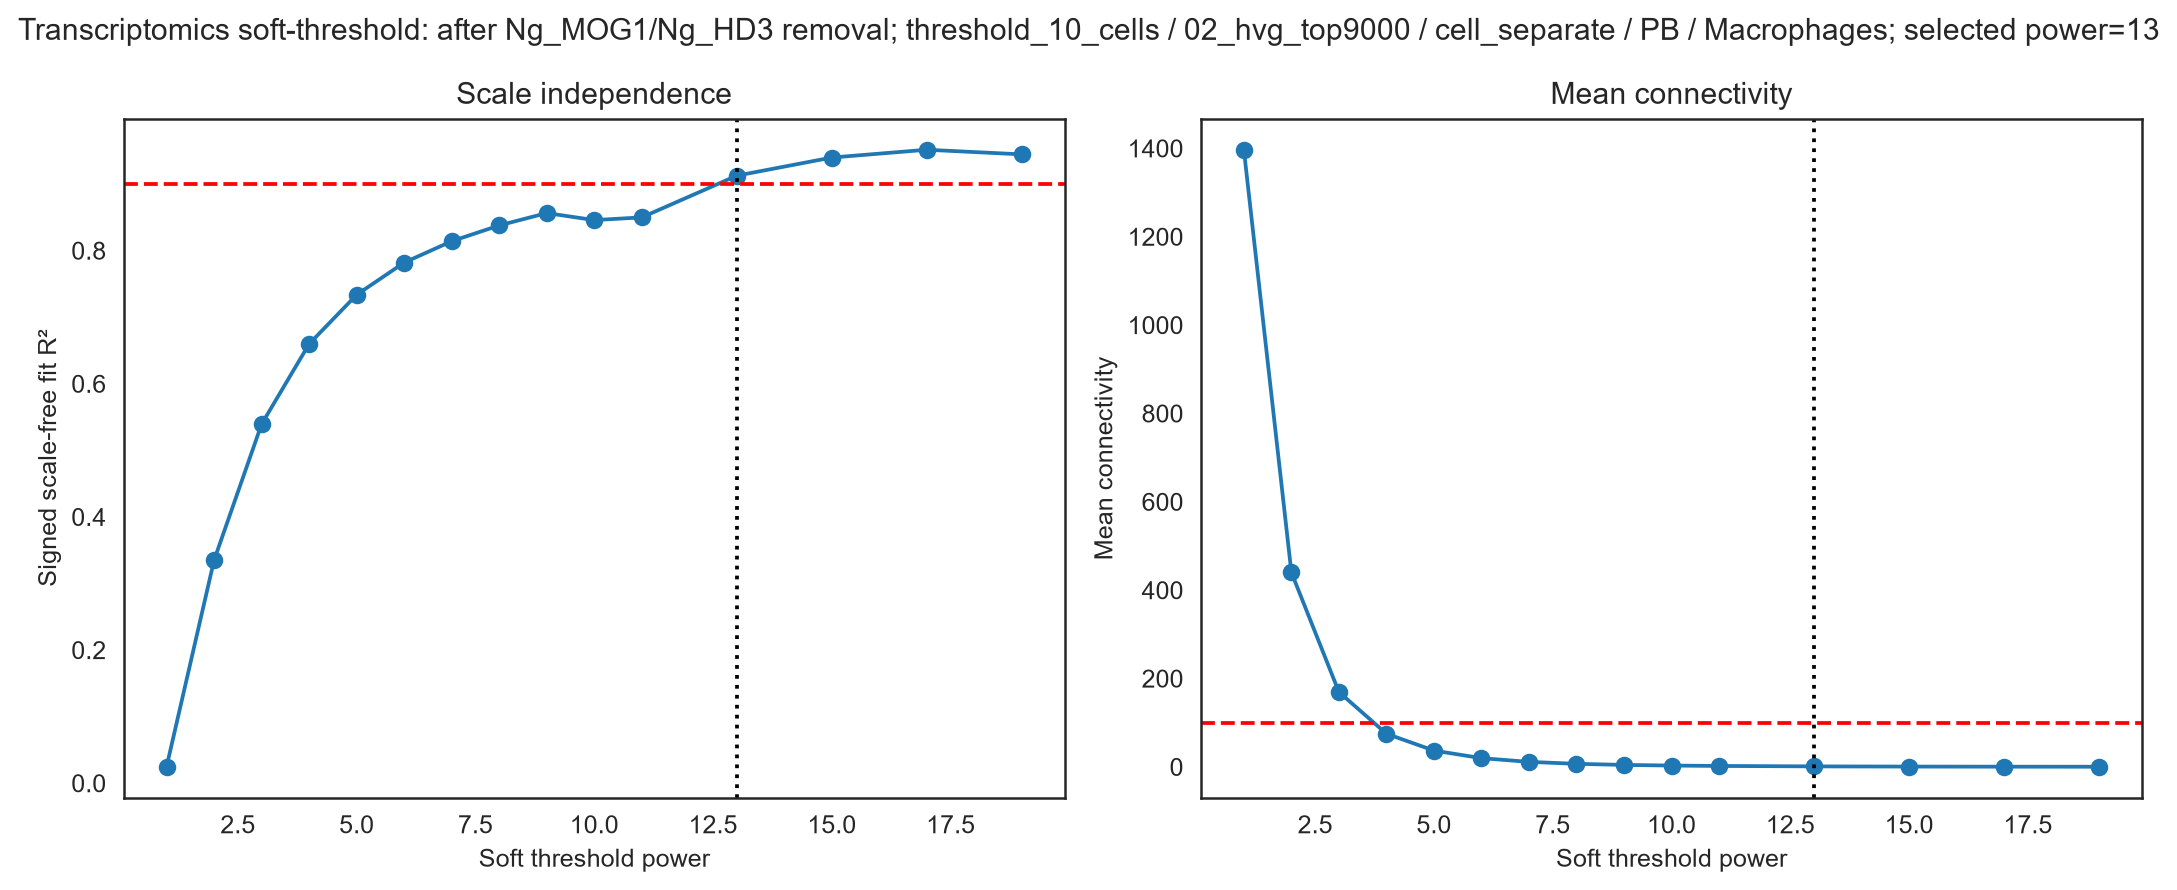 Transcriptomics soft-threshold: after Ng_MOG1/Ng_HD3 removal; threshold_10_cells / 02_hvg_top9000 / cell_separate / PB / Macrophages; selected power=13
Scale independence
Signed scale-free fit R²
0.8
0.6
0.4
0.2
0.0
2.5 5.0 7.5 10.0 12.5 15.0 17.5
Soft threshold power
Mean connectivity
Mean connectivity
1400
1200
1000
800
600
400
200
0
2.5 5.0 7.5 10.0 12.5 15.0 17.5
Soft threshold power